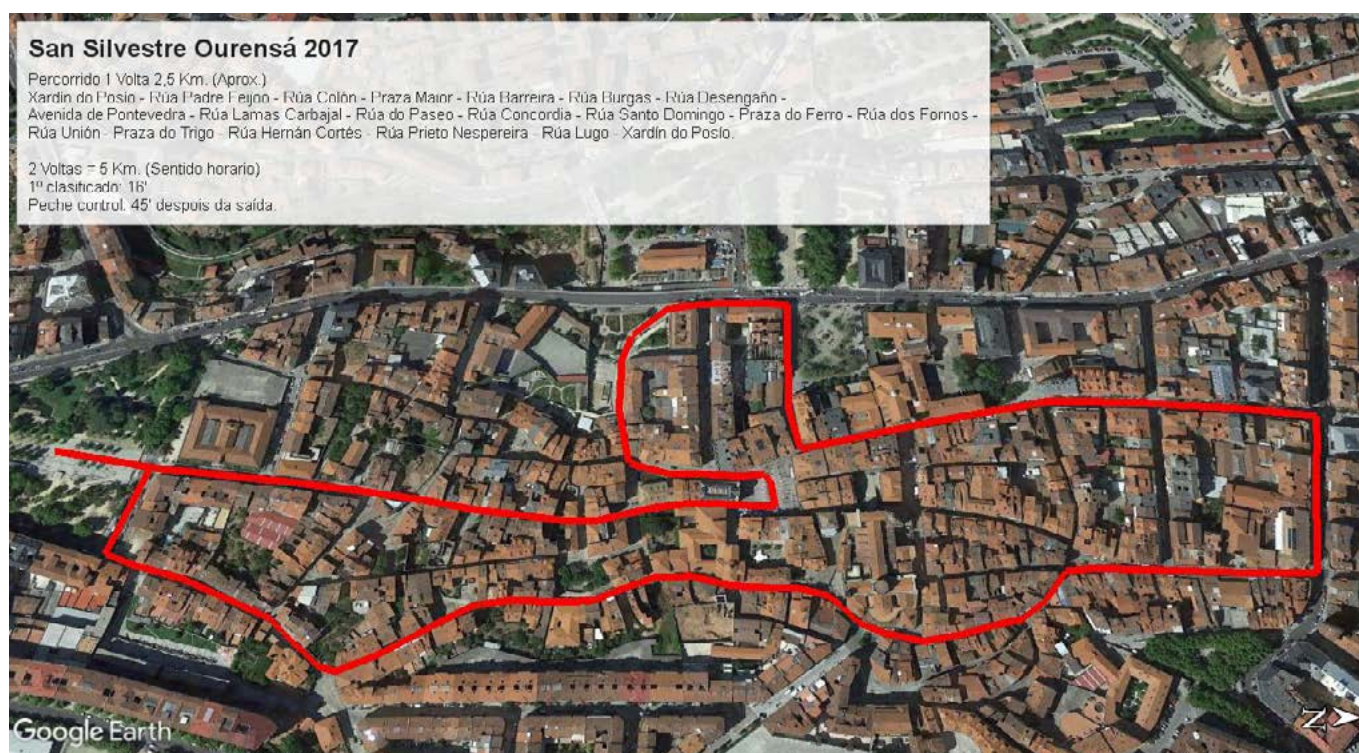 San Silvestre Ourensá 2017
Percorrido 1 Volta 2,5 Km. (Aprox.)
Xardín do Posío - Rúa Padre Feijoo - Rúa Colón - Praza Maior - Rúa Barreira - Rúa Burgas - Rúa Desengaño -
Avenida de Pontevedra - Rúa Lamas Carbajal - Rúa do Paseo - Rúa Concordia - Rúa Santo Domingo - Praza do Ferro - Rúa dos Fornos -
Rúa Unión - Praza do Trigo - Rúa Hernán Cortés - Rúa Prieto Nespereira - Rúa Lugo - Xardín do Posío.
2 Voltas = 5 Km. (Sentido horario)
1º clasificado: 16'
Peche control: 45' despois da saída.
Google Earth
N